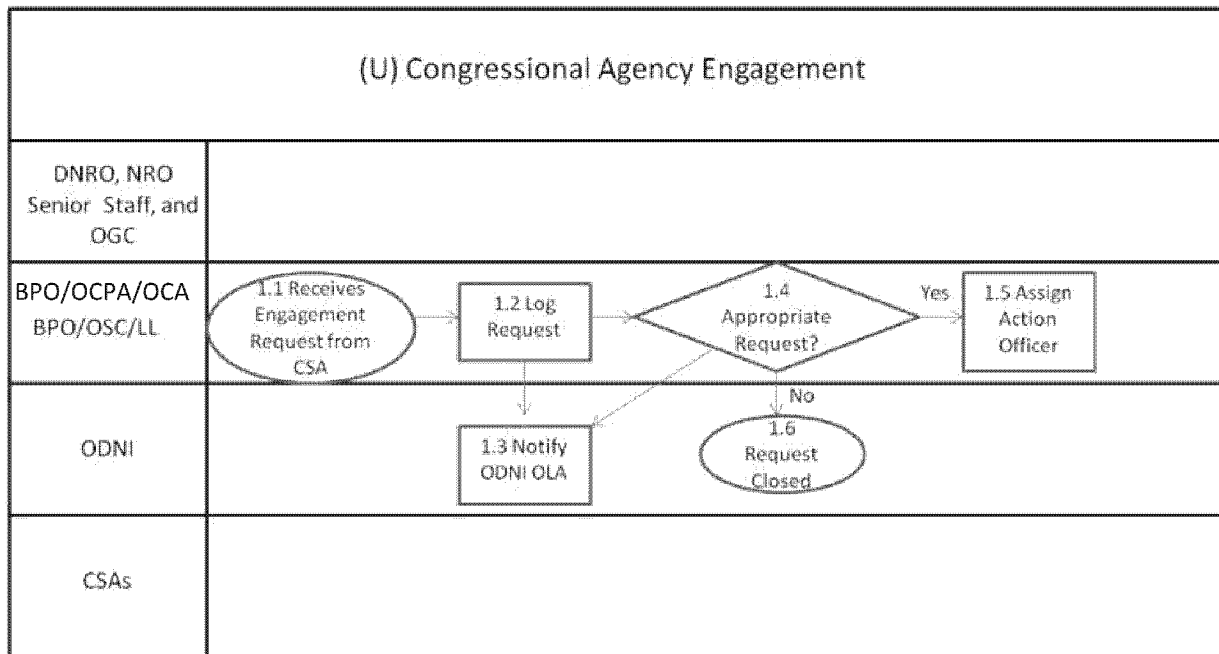 (U) Congressional Agency Engagement
DNRO, NRO
Senior Staff, and
OGC
BPO/OCPA/OCA
BPO/OSC/LL
1.1 Receives
Engagement
Request from
CSA
1.2 Log
Request
1.4
Appropriate
Request?
Yes
1.5 Assign
Action
Officer
No
ODNI
1.3 Notify
ODNI OLA
1.6
Request
Closed
CSAs